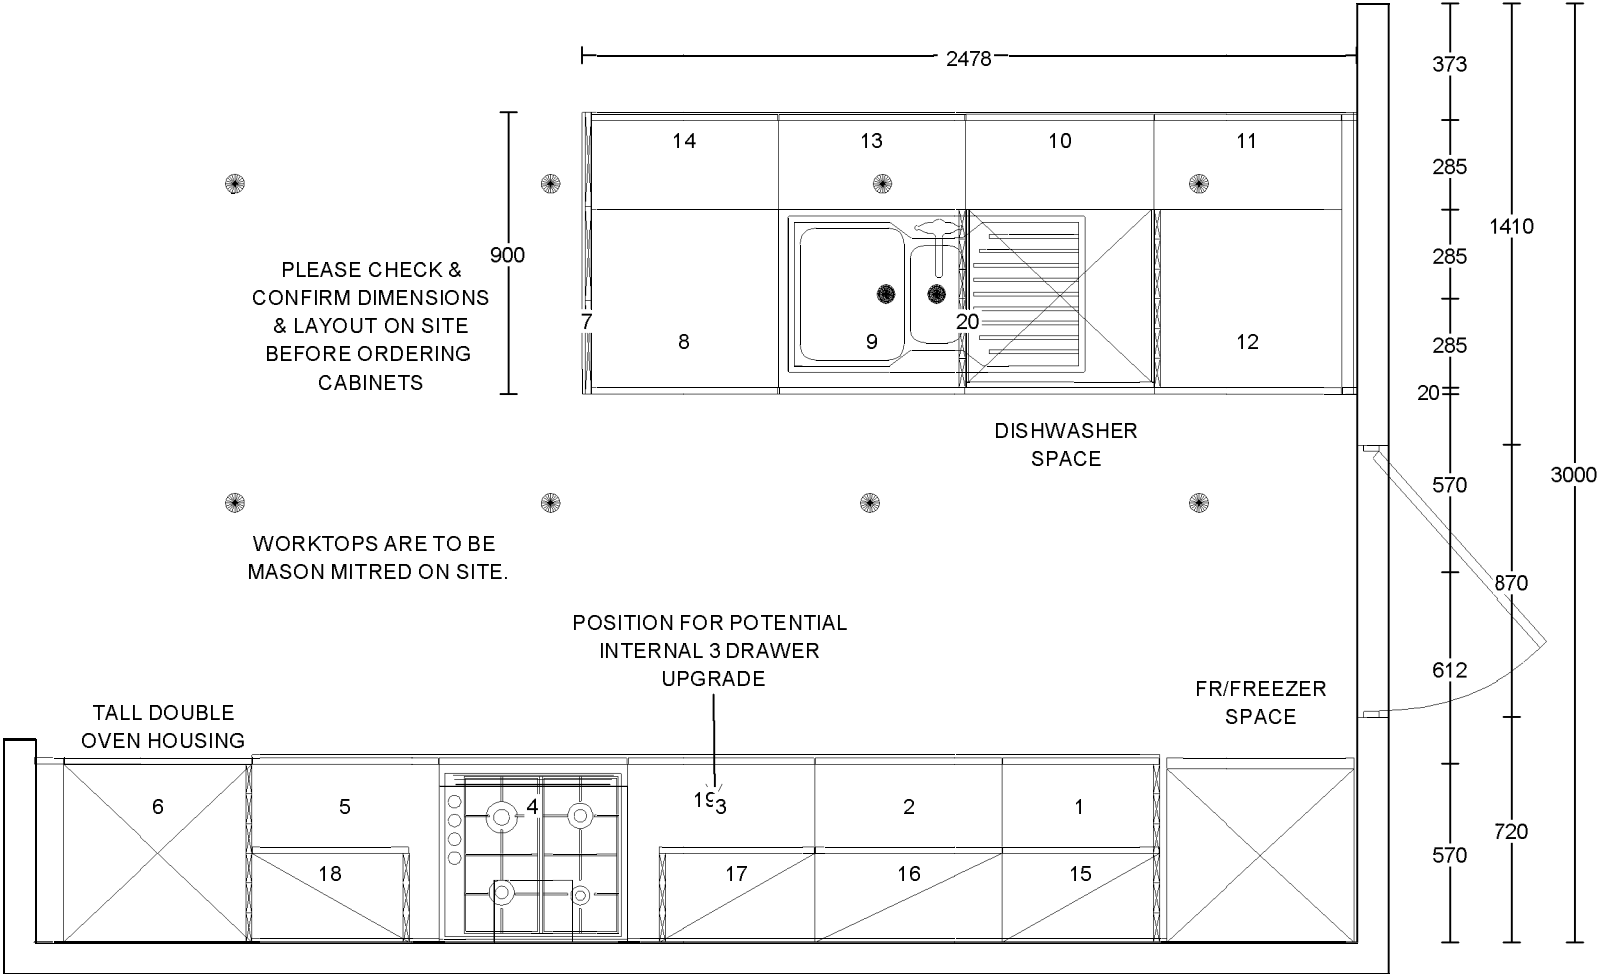 2478
373
14
13
10
11
285
1410
900
285
PLEASE CHECK &
CONFIRM DIMENSIONS
& LAYOUT ON SITE
BEFORE ORDERING
CABINETS
7
8
9
20
12
285
20
DISHWASHER
SPACE
570
3000
WORKTOPS ARE TO BE
MASON MITRED ON SITE.
870
POSITION FOR POTENTIAL
INTERNAL 3 DRAWER
UPGRADE
612
FR/FREEZER
SPACE
TALL DOUBLE
OVEN HOUSING
6
5
4
19
3
2
1
720
570
18
17
16
15